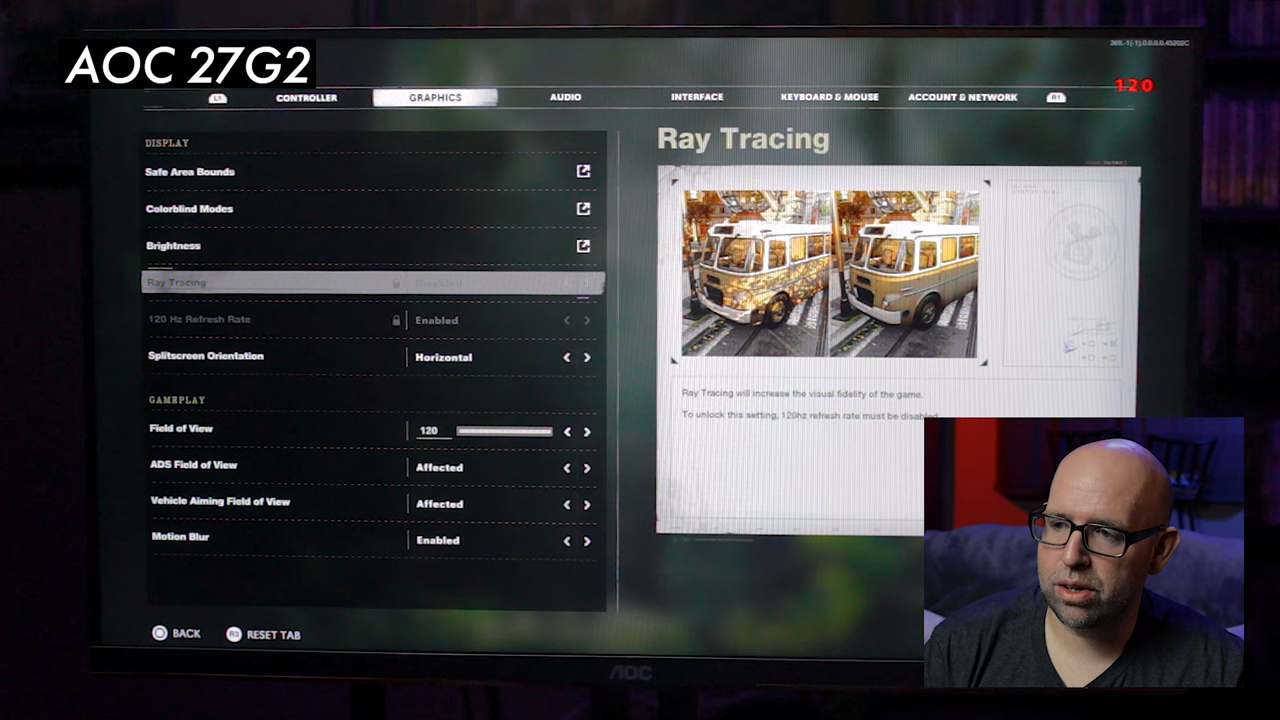 AOC 27G2
120
L1 CONTROLLER GRAPHICS AUDIO INTERFACE KEYBOARD & MOUSE ACCOUNT & NETWORK R1
DISPLAY
Safe Area Bounds
Colorblind Modes
Brightness
Ray Tracing Disabled
120 Hz Refresh Rate Enabled
Splitscreen Orientation Horizontal
GAMEPLAY
Field of View 120
ADS Field of View Affected
Vehicle Aiming Field of View Affected
Motion Blur Enabled
BACK R3 RESET TAB
Ray Tracing
Ray Tracing will increase the visual fidelity of the game.
To unlock this setting, 120hz refresh rate must be disabled.
AOC